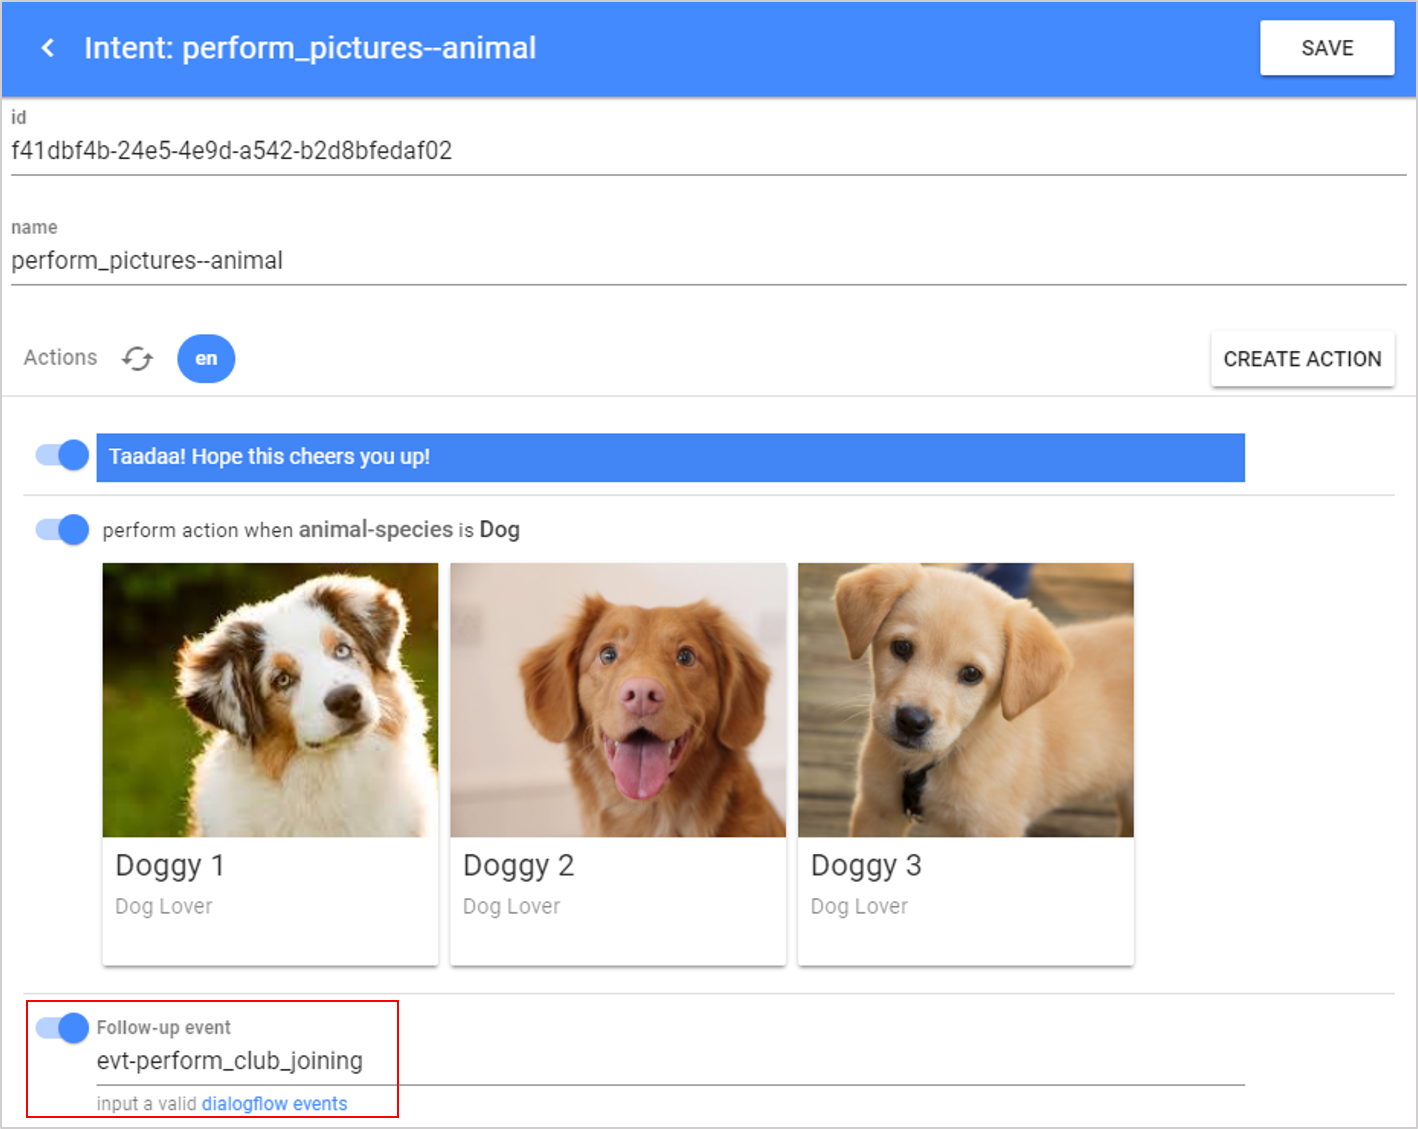 Intent: perform_pictures--animal
SAVE
id
f41dbf4b-24e5-4e9d-a542-b2d8bfedaf02
name
perform_pictures--animal
Actions
en
CREATE ACTION
Taadaa! Hope this cheers you up!
perform action when animal-species is Dog
Doggy 1
Dog Lover
Doggy 2
Dog Lover
Doggy 3
Dog Lover
Follow-up event
evt-perform_club_joining
input a valid dialogflow events